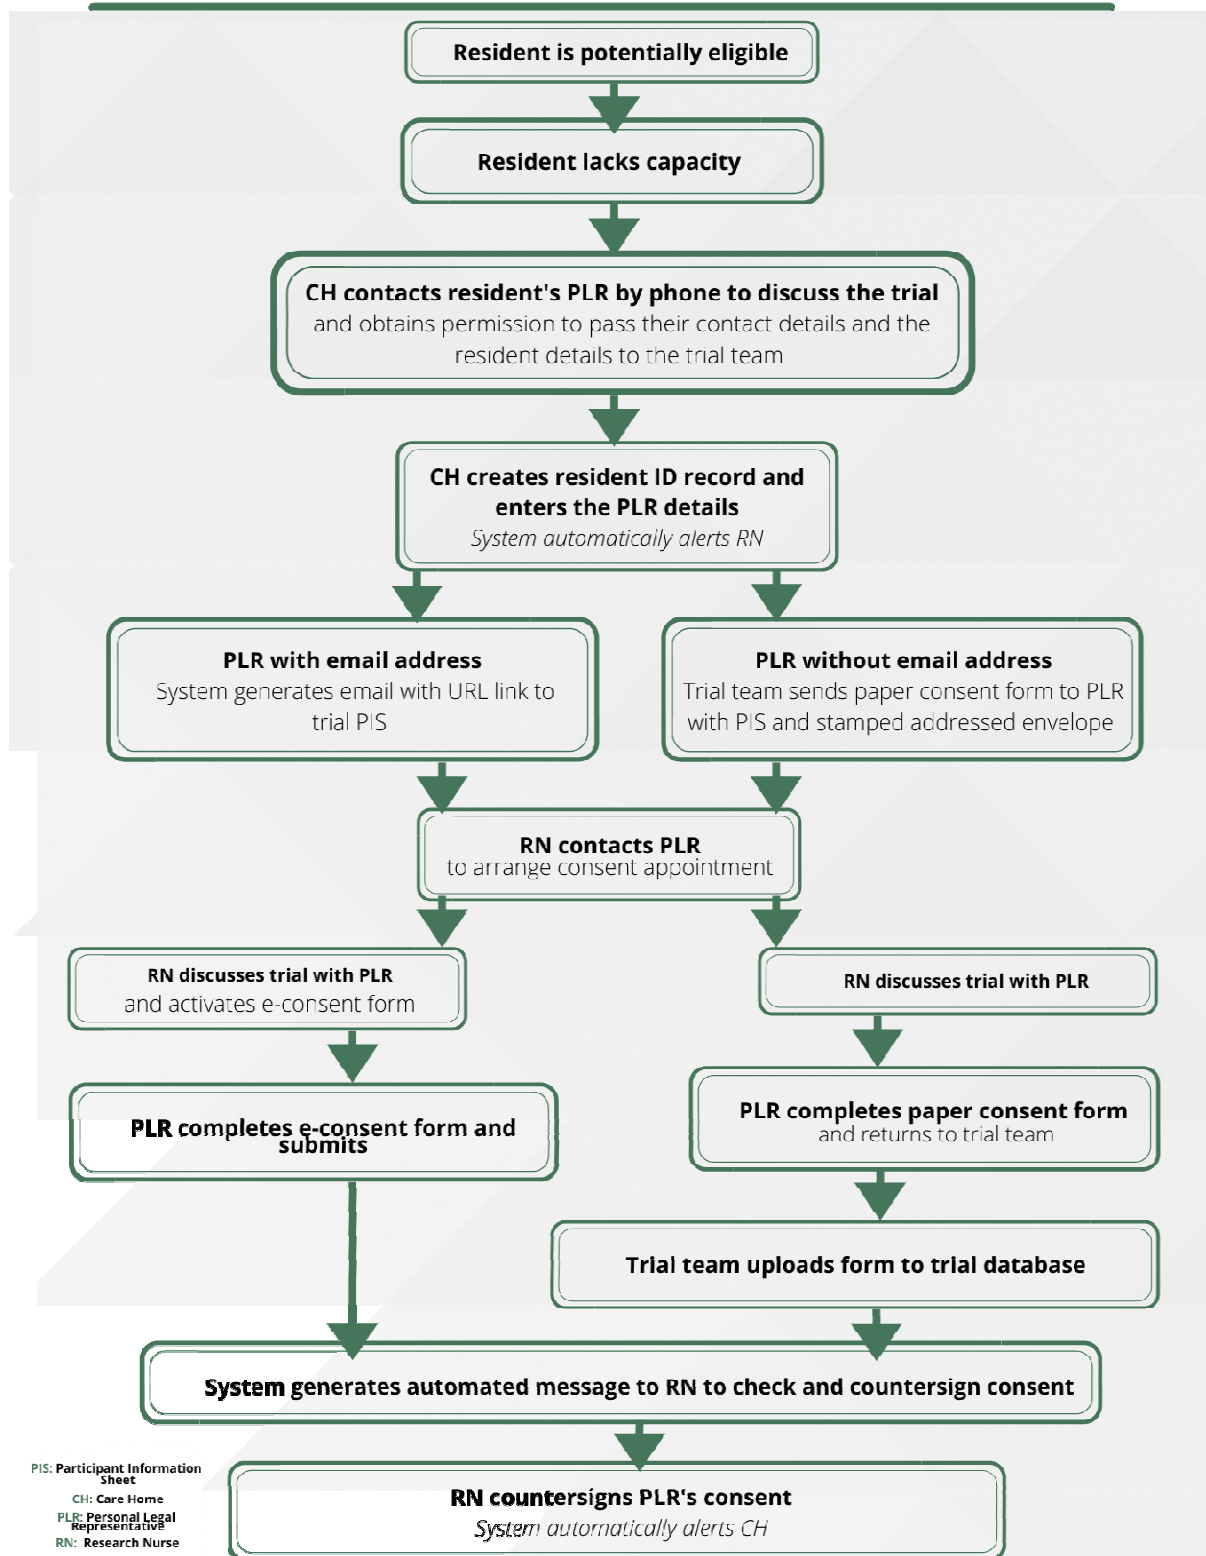 Resident is potentially eligible
Resident lacks capacity
CH contacts resident's PLR by phone to discuss the trial
and obtains permission to pass their contact details and the
resident details to the trial team
CH creates resident ID record and
enters the PLR details
System automatically alerts RN
PLR with email address
System generates email with URL link to
trial PIS
PLR without email address
Trial team sends paper consent form to PLR
with PIS and stamped addressed envelope
RN contacts PLR
to arrange consent appointment
RN discusses trial with PLR
and activates e-consent form
RN discusses trial with PLR
PLR completes e-consent form and
submits
PLR completes paper consent form
and returns to trial team
Trial team uploads form to trial database
System generates automated message to RN to check and countersign consent
RN countersigns PLR's consent
System automatically alerts CH
PIS: Participant Information
Sheet
CH: Care Home
PLR: Personal Legal
Representative
RN: Research Nurse